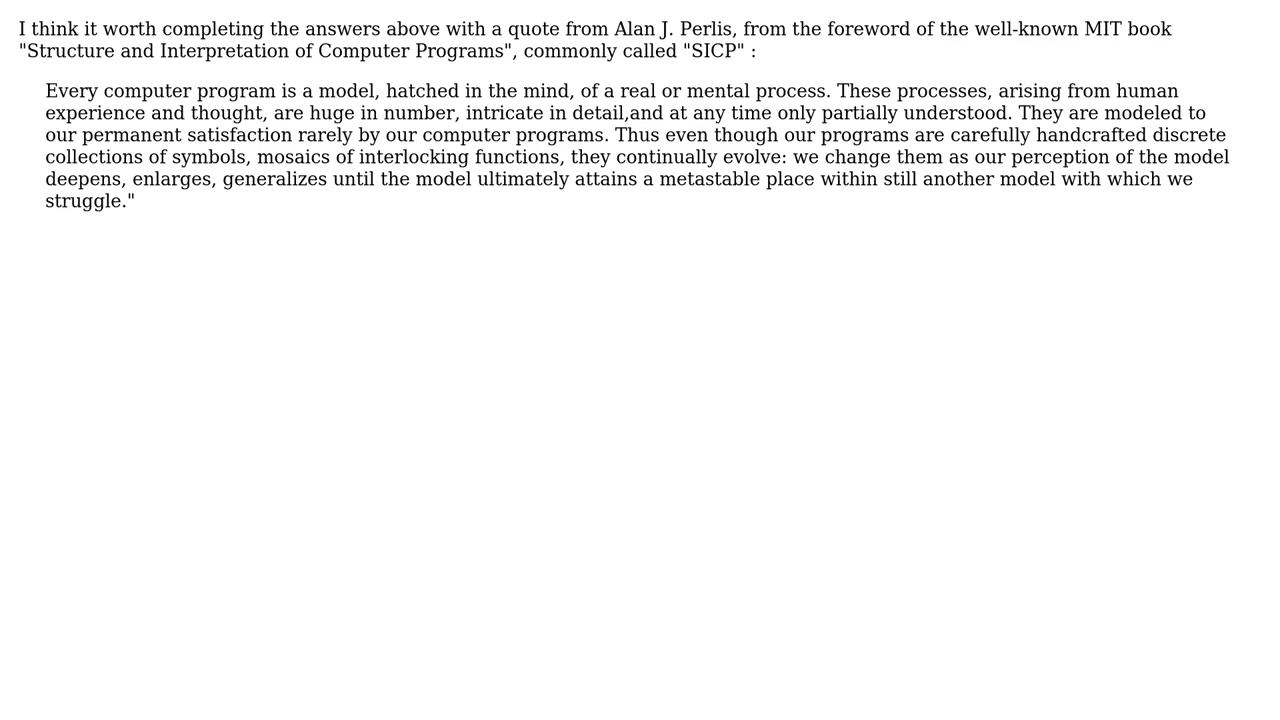 I think it worth completing the answers above with a quote from Alan J. Perlis, from the foreword of the well-known MIT book
"Structure and Interpretation of Computer Programs", commonly called "SICP" :
Every computer program is a model, hatched in the mind, of a real or mental process. These processes, arising from human
experience and thought, are huge in number, intricate in detail,and at any time only partially understood. They are modeled to
our permanent satisfaction rarely by our computer programs. Thus even though our programs are carefully handcrafted discrete
collections of symbols, mosaics of interlocking functions, they continually evolve: we change them as our perception of the model
deepens, enlarges, generalizes until the model ultimately attains a metastable place within still another model with which we
struggle."